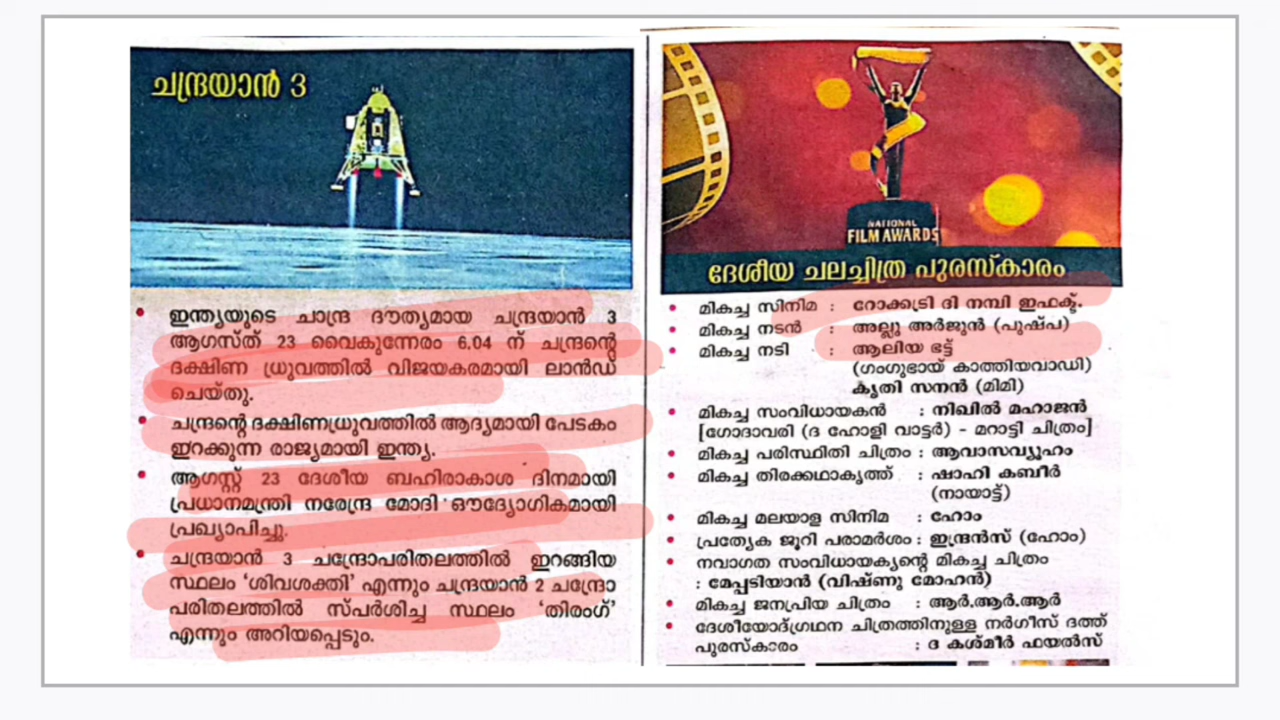 ചന്ദ്രയാൻ 3
ഇന്ത്യയുടെ ചാന്ദ്ര ദൗത്യമായ ചന്ദ്രയാൻ 3
ആഗസ്ത് 23 വൈകുന്നേരം 6.04 ന് ചന്ദ്രന്റെ
ദക്ഷിണ ധ്രുവത്തിൽ വിജയകരമായി ലാൻഡ്
ചെയ്തു.
ചന്ദ്രന്റെ ദക്ഷിണധ്രുവത്തിൽ ആദ്യമായി പേടകം
ഇറക്കുന്ന രാജ്യമായി ഇന്ത്യ.
ആഗസ്റ്റ് 23 ദേശീയ ബഹിരാകാശ ദിനമായി
പ്രധാനമന്ത്രി നരേന്ദ്ര മോദി ഔദ്യോഗികമായി
പ്രഖ്യാപിച്ചു.
ചന്ദ്രയാൻ 3 ചന്ദ്രോപരിതലത്തിൽ ഇറങ്ങിയ
സ്ഥലം ‘ശിവശക്തി’ എന്നും ചന്ദ്രയാൻ 2 ചന്ദ്രോ
പരിതലത്തിൽ സ്പർശിച്ച സ്ഥലം ‘തിരംഗ്’
എന്നും അറിയപ്പെടും.
NATIONAL
FILM AWARDS
ദേശീയ ചലച്ചിത്ര പുരസ്കാരം
മികച്ച സിനിമ : റോക്കട്രി ദി നമ്പി ഇഫക്ട്.
മികച്ച നടൻ : അല്ലു അർജുൻ (പുഷ്പ)
മികച്ച നടി : ആലിയ ഭട്ട്
(ഗംഗുഭായ് കാത്തിയവാഡി)
കൃതി സനൻ (മിമി)
മികച്ച സംവിധായകൻ : നിഖിൽ മഹാജൻ
[ഗോദാവരി (ദ ഹോളി വാട്ടർ) - മറാട്ടി ചിത്രം]
മികച്ച പരിസ്ഥിതി ചിത്രം : ആവാസവ്യൂഹം
മികച്ച തിരക്കഥാകൃത്ത് : ഷാഹി കബീർ
(നായാട്ട്)
മികച്ച മലയാള സിനിമ : ഹോം
പ്രത്യേക ജൂറി പരാമർശം : ഇന്ദ്രൻസ് (ഹോം)
നവാഗത സംവിധായകന്റെ മികച്ച ചിത്രം
: മേപ്പടിയാൻ (വിഷ്ണു മോഹൻ)
മികച്ച ജനപ്രിയ ചിത്രം : ആർ.ആർ.ആർ
ദേശീയോദ്ഗ്രഥന ചിത്രത്തിനുള്ള നർഗീസ് ദത്ത്
പുരസ്കാരം : ദ കശ്മീർ ഫയൽസ്